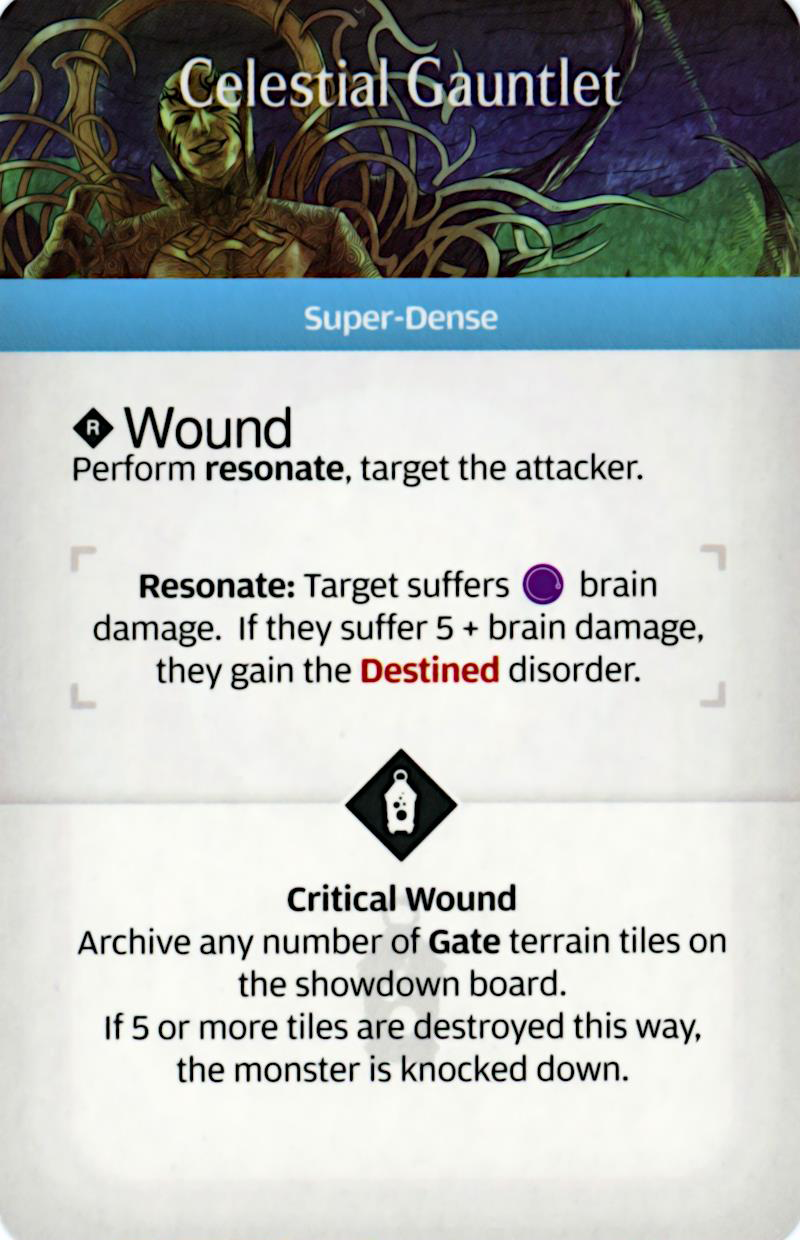 Celestial Gauntlet
Super-Dense
R Wound
Perform resonate, target the attacker.
Resonate: Target suffers brain
damage. If they suffer 5 + brain damage,
they gain the Destined disorder.
Critical Wound
Archive any number of Gate terrain tiles on
the showdown board.
If 5 or more tiles are destroyed this way,
the monster is knocked down.